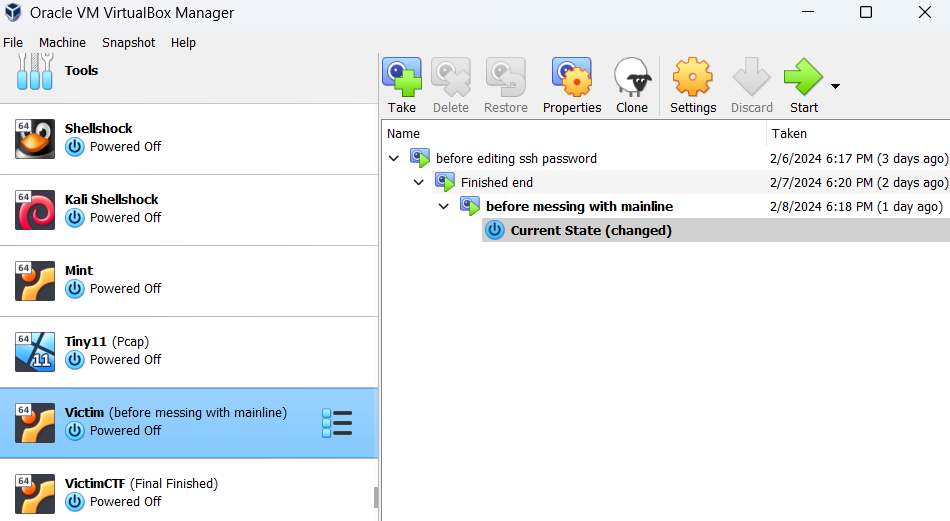 Oracle VM VirtualBox Manager
File Machine Snapshot Help
Tools
64
Shellshock
Powered Off
64
Kali Shellshock
Powered Off
64
Mint
Powered Off
64
11
Tiny11 (Pcap)
Powered Off
64
Victim (before messing with mainline)
Powered Off
64
VictimCTF (Final Finished)
Powered Off
Take Delete Restore Properties Clone Settings Discard Start
Name Taken
before editing ssh password 2/6/2024 6:17 PM (3 days ago)
Finished end 2/7/2024 6:20 PM (2 days ago)
before messing with mainline 2/8/2024 6:18 PM (1 day ago)
Current State (changed)